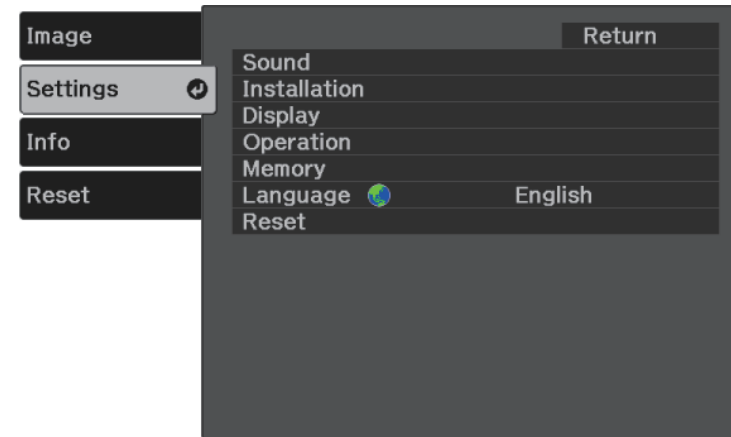 Image
Settings
Info
Reset
Return
Sound
Installation
Display
Operation
Memory
Language English
Reset